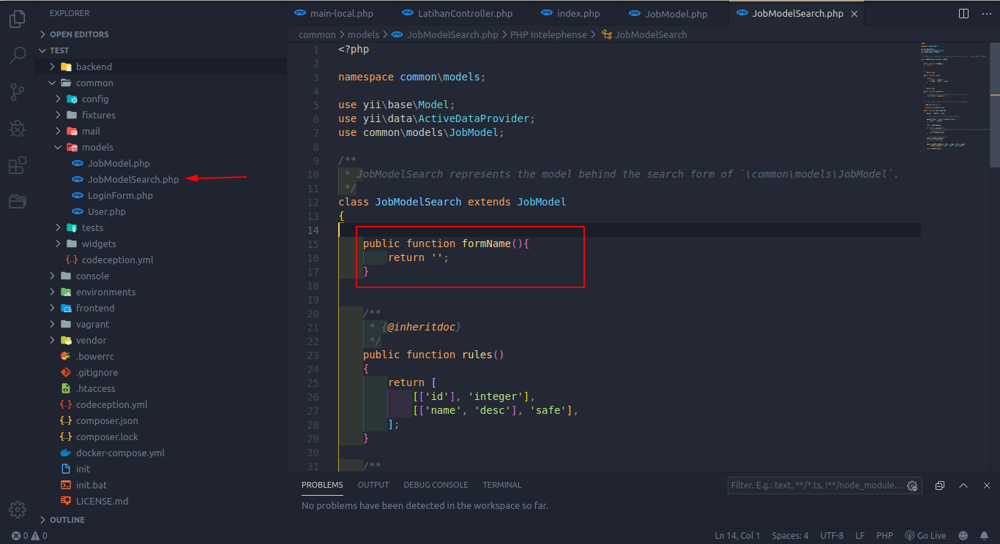 EXPLORER
OPEN EDITORS
TEST
backend
common
config
fixtures
mail
models
JobModel.php
JobModelSearch.php
LoginForm.php
User.php
tests
widgets
codeception.yml
console
environments
frontend
vagrant
vendor
.bowerrc
.gitignore
.htaccess
codeception.yml
composer.json
composer.lock
docker-compose.yml
init
init.bat
LICENSE.md
OUTLINE
main-local.php LatihanController.php index.php JobModel.php JobModelSearch.php
common > models > JobModelSearch.php > PHP Intelephense > JobModelSearch
1 <?php
2
3 namespace common\models;
4
5 use yii\base\Model;
6 use yii\data\ActiveDataProvider;
7 use common\models\JobModel;
8
9 /**
10 * JobModelSearch represents the model behind the search form of `\common\models\JobModel`.
11 */
12 class JobModelSearch extends JobModel
13 {
14
15 public function formName(){
16 return '';
17 }
18
19
20 /**
21 * {@inheritdoc}
22 */
23 public function rules()
24 {
25 return [
26 [['id'], 'integer'],
27 [['name', 'desc'], 'safe'],
28 ];
29 }
30
31 /**
PROBLEMS OUTPUT DEBUG CONSOLE TERMINAL Filter. E.g.: text, **/*.ts, !**/node_module...
No problems have been detected in the workspace so far.
0 0 Ln 14, Col 1 Spaces: 4 UTF-8 LF PHP Go Live